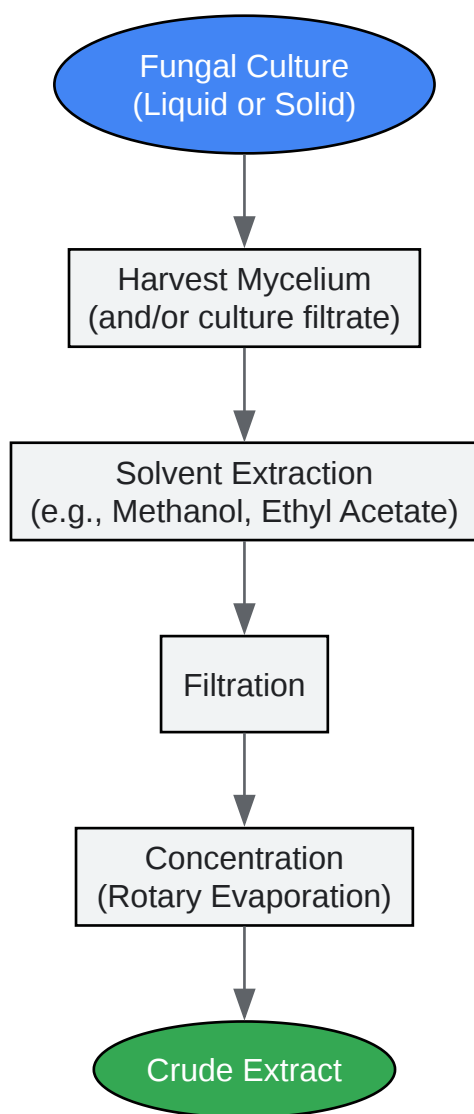 Fungal Culture
(Liquid or Solid)
Harvest Mycelium
(and/or culture filtrate)
Solvent Extraction
(e.g., Methanol, Ethyl Acetate)
Filtration
Concentration
(Rotary Evaporation)
Crude Extract